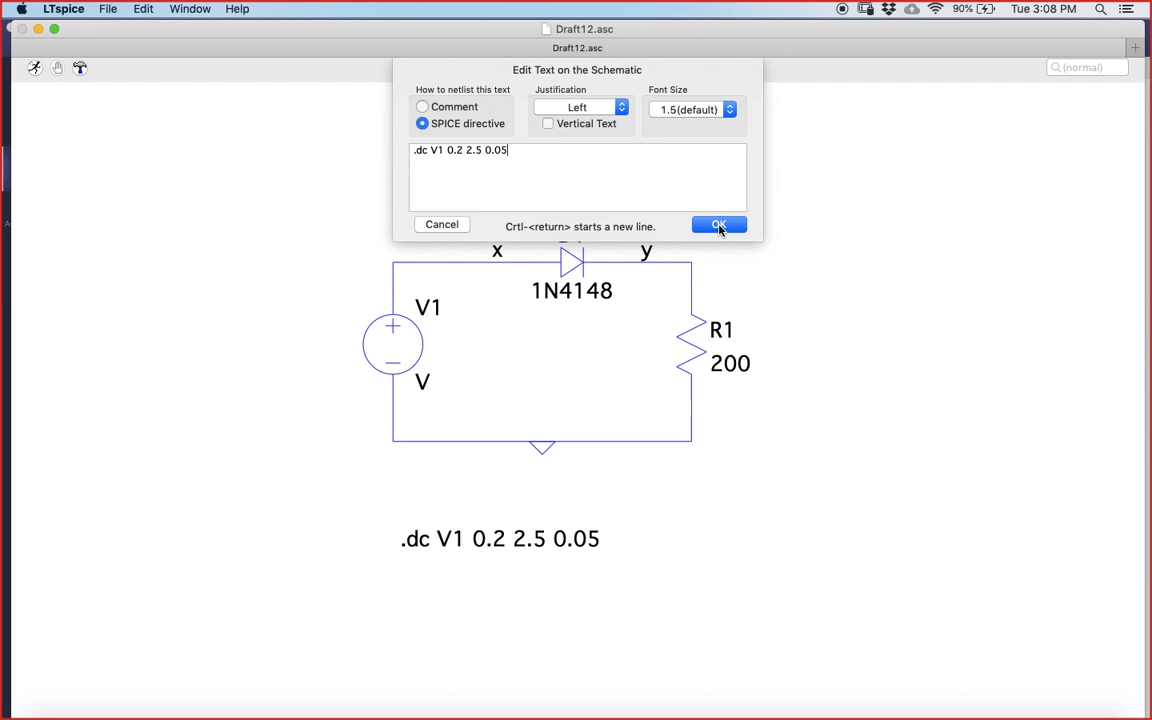 LTspice File Edit Window Help 90% Tue 3:08 PM
Draft12.asc
Draft12.asc
(normal)
Edit Text on the Schematic
How to netlist this text
Comment
SPICE directive
Justification
Left
Vertical Text
Font Size
1.5(default)
.dc V1 0.2 2.5 0.05
Cancel
Crtl-<return> starts a new line.
OK
x
y
1N4148
V1
V
R1
200
.dc V1 0.2 2.5 0.05